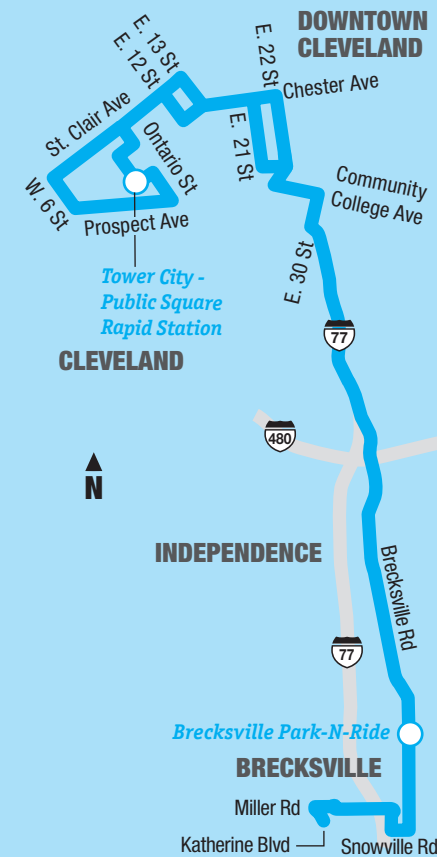 DOWNTOWN
CLEVELAND
E. 13 St
E. 12 St
E. 22 St
Chester Ave
St. Clair Ave
Ontario St
E. 21 St
Community
College Ave
W. 6 St
Prospect Ave
E. 30 St
Tower City -
Public Square
Rapid Station
CLEVELAND
77
480
N
INDEPENDENCE
Brecksville Rd
77
Brecksville Park-N-Ride
BRECKSVILLE
Miller Rd
Katherine Blvd
Snowville Rd